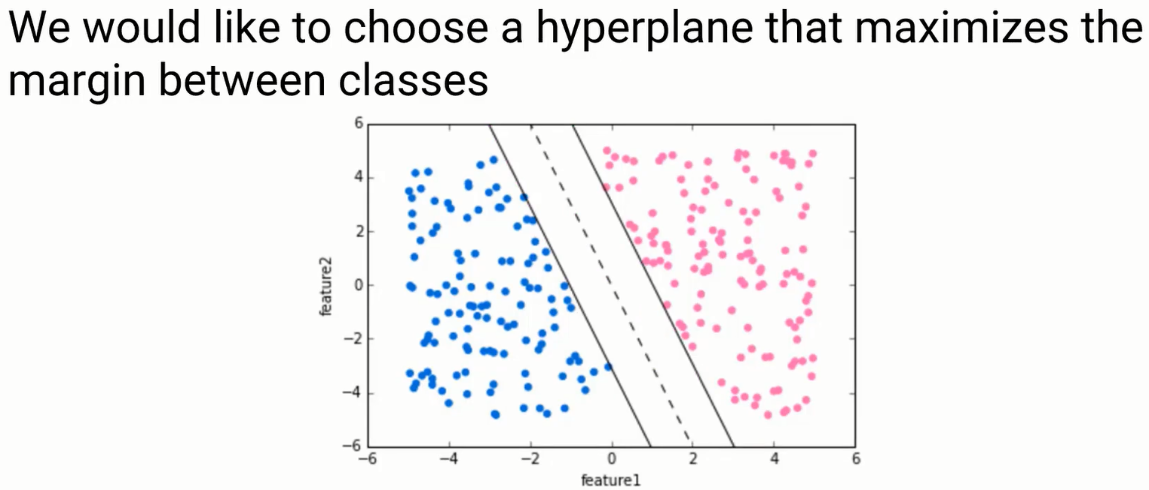 We would like to choose a hyperplane that maximizes the
margin between classes
6
4
2
0
−2
−4
−6
feature2
−6 −4 −2 0 2 4 6
feature1